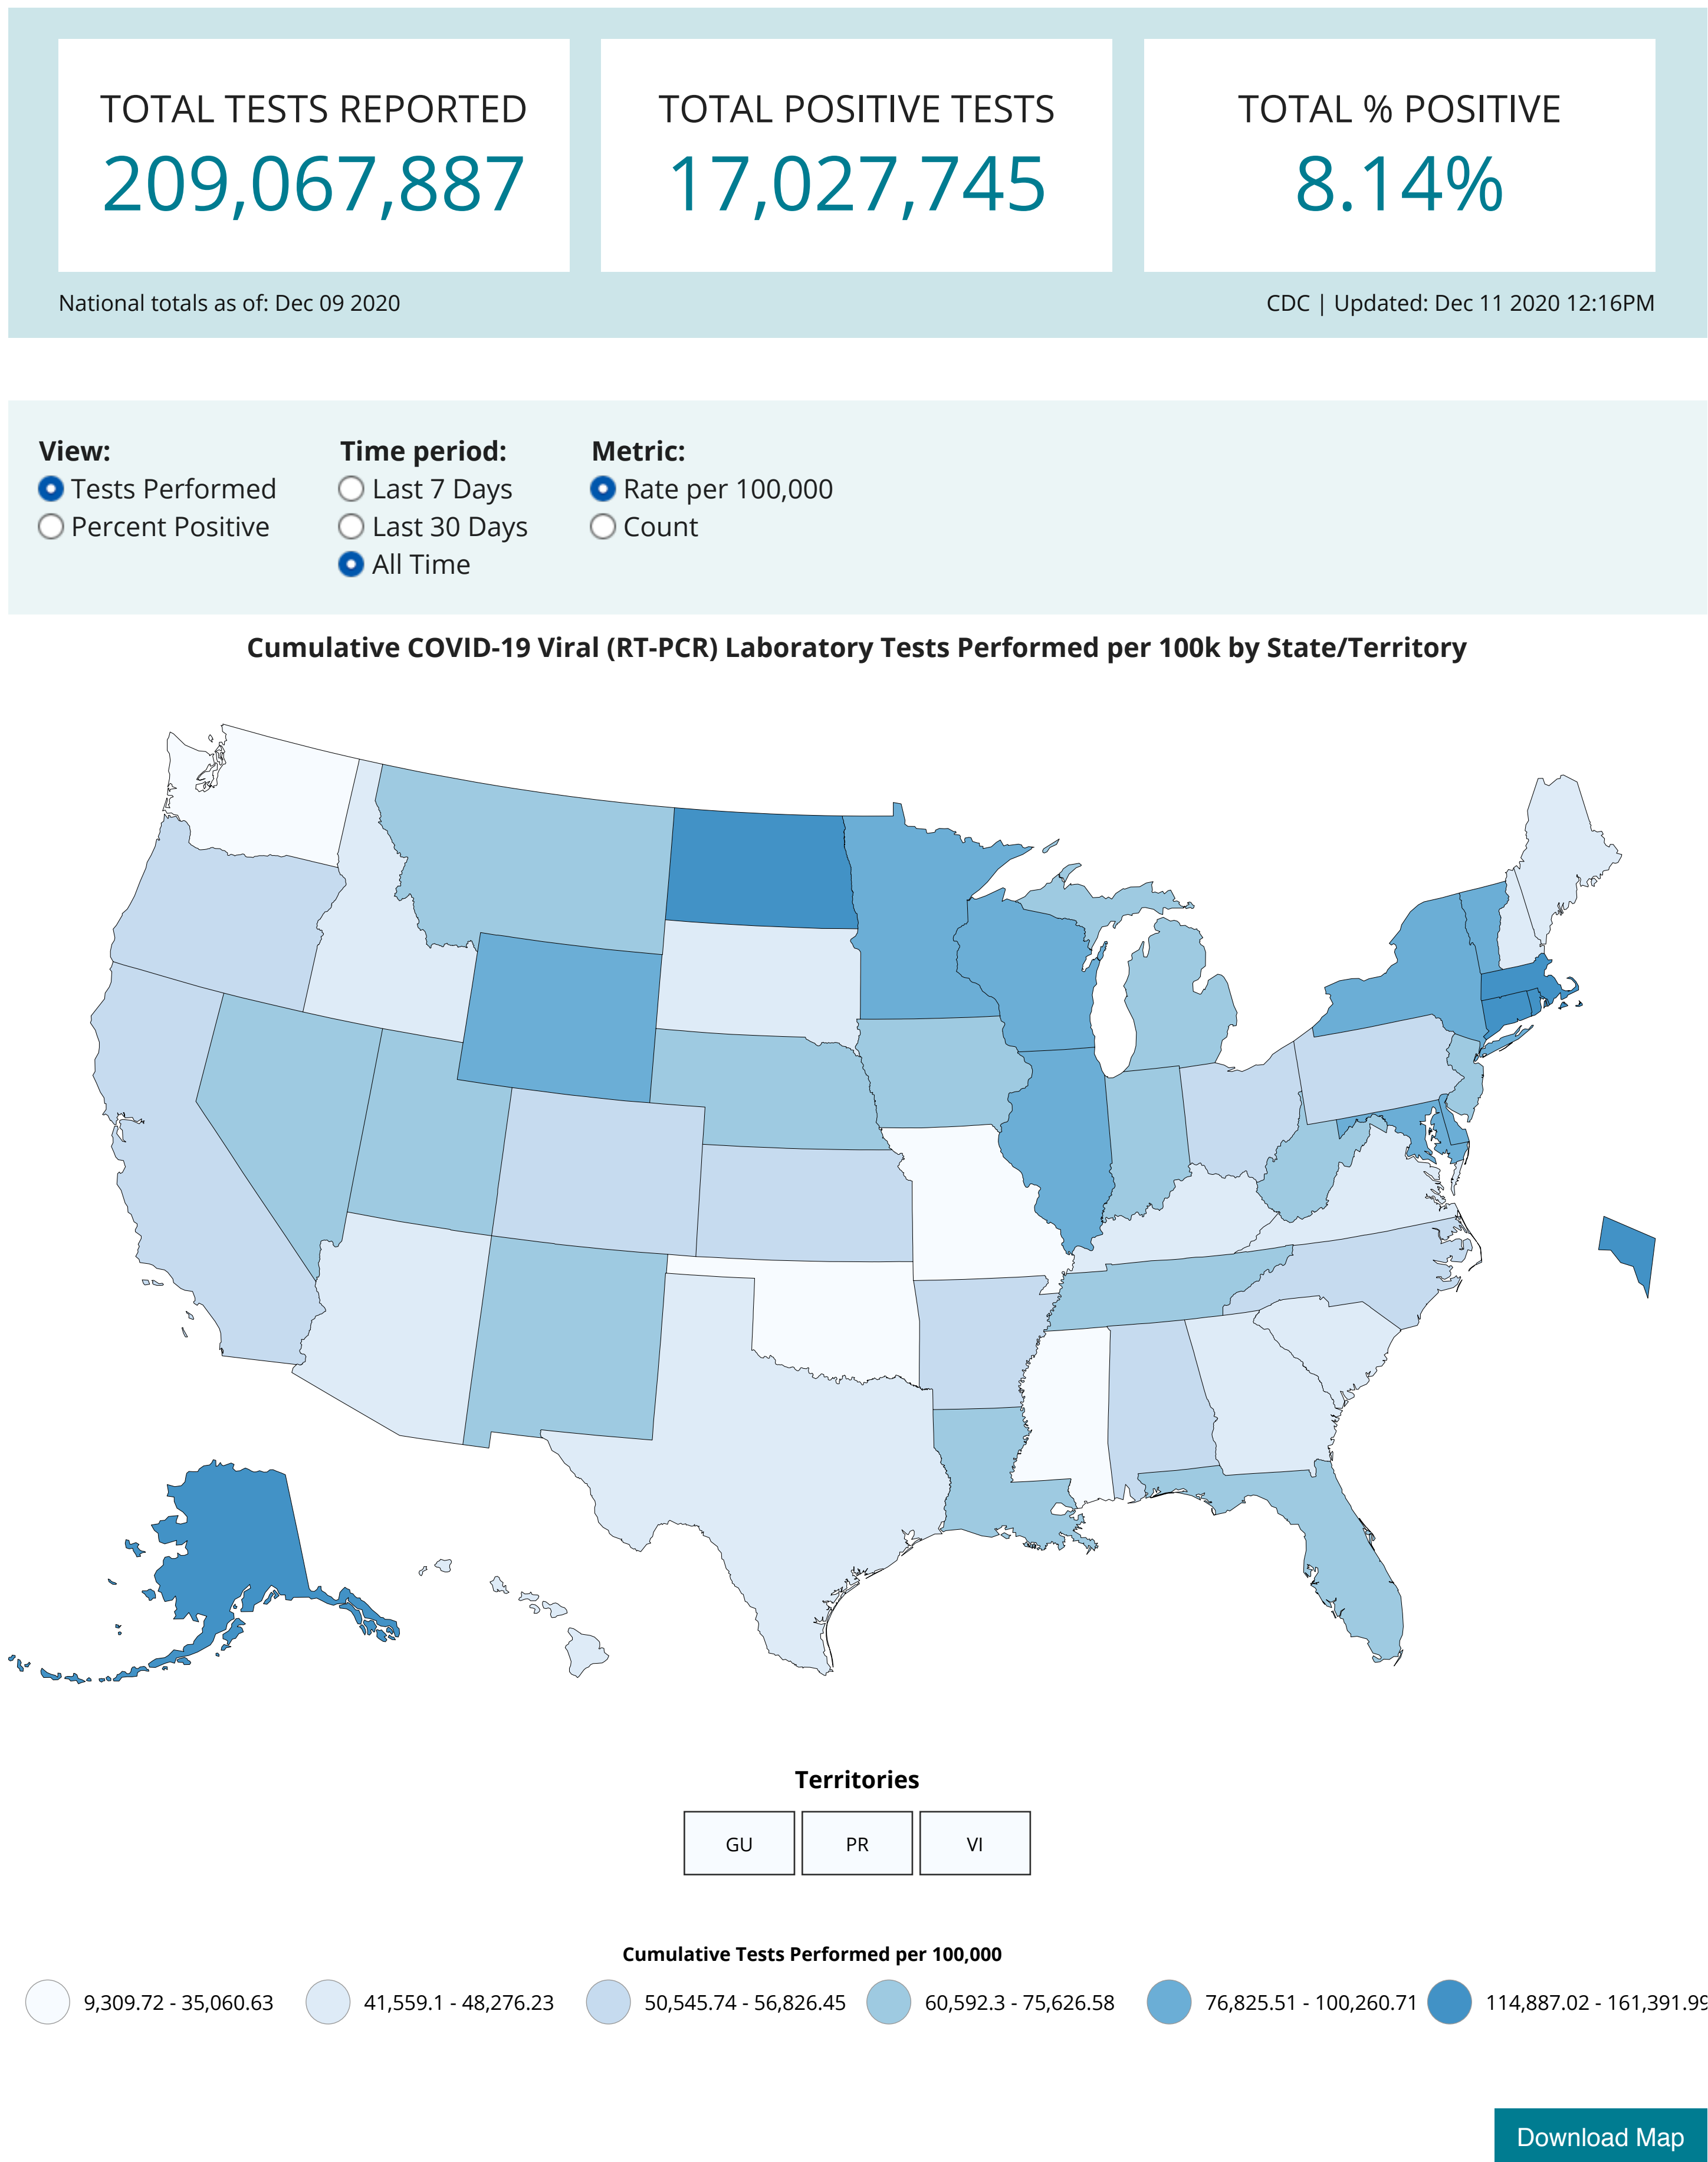 TOTAL TESTS REPORTED
209,067,887
TOTAL POSITIVE TESTS
17,027,745
TOTAL % POSITIVE
8.14%
National totals as of: Dec 09 2020
CDC | Updated: Dec 11 2020 12:16PM
View:
Tests Performed
Percent Positive
Time period:
Last 7 Days
Last 30 Days
All Time
Metric:
Rate per 100,000
Count
Cumulative COVID-19 Viral (RT-PCR) Laboratory Tests Performed per 100k by State/Territory
Territories
GU
PR
VI
Cumulative Tests Performed per 100,000
9,309.72 - 35,060.63
41,559.1 - 48,276.23
50,545.74 - 56,826.45
60,592.3 - 75,626.58
76,825.51 - 100,260.71
114,887.02 - 161,391.99
Download Map